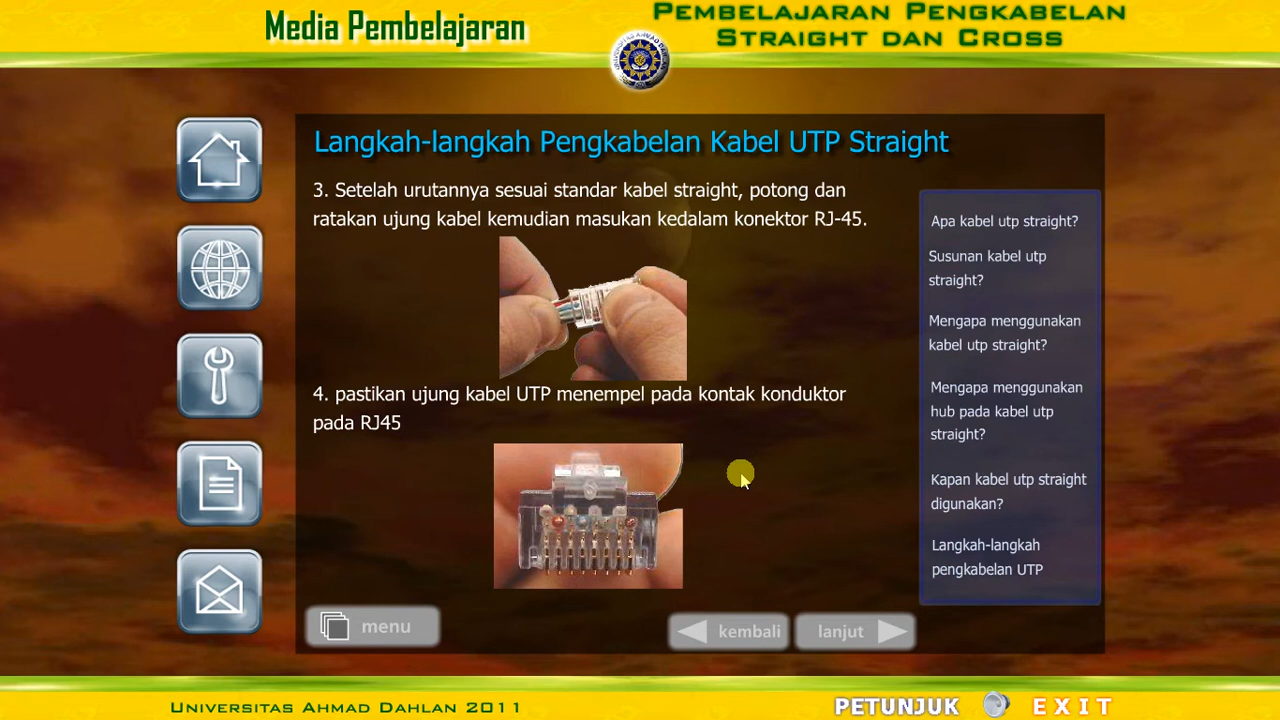 Media Pembelajaran
PEMBELAJARAN PENGKABELAN
STRAIGHT DAN CROSS
Langkah-langkah Pengkabelan Kabel UTP Straight
3. Setelah urutannya sesuai standar kabel straight, potong dan
ratakan ujung kabel kemudian masukan kedalam konektor RJ-45.
4. pastikan ujung kabel UTP menempel pada kontak konduktor
pada RJ45
Apa kabel utp straight?
Susunan kabel utp
straight?
Mengapa menggunakan
kabel utp straight?
Mengapa menggunakan
hub pada kabel utp
straight?
Kapan kabel utp straight
digunakan?
Langkah-langkah
pengkabelan UTP
menu
kembali
lanjut
UNIVERSITAS AHMAD DAHLAN 2011
PETUNJUK
EXIT